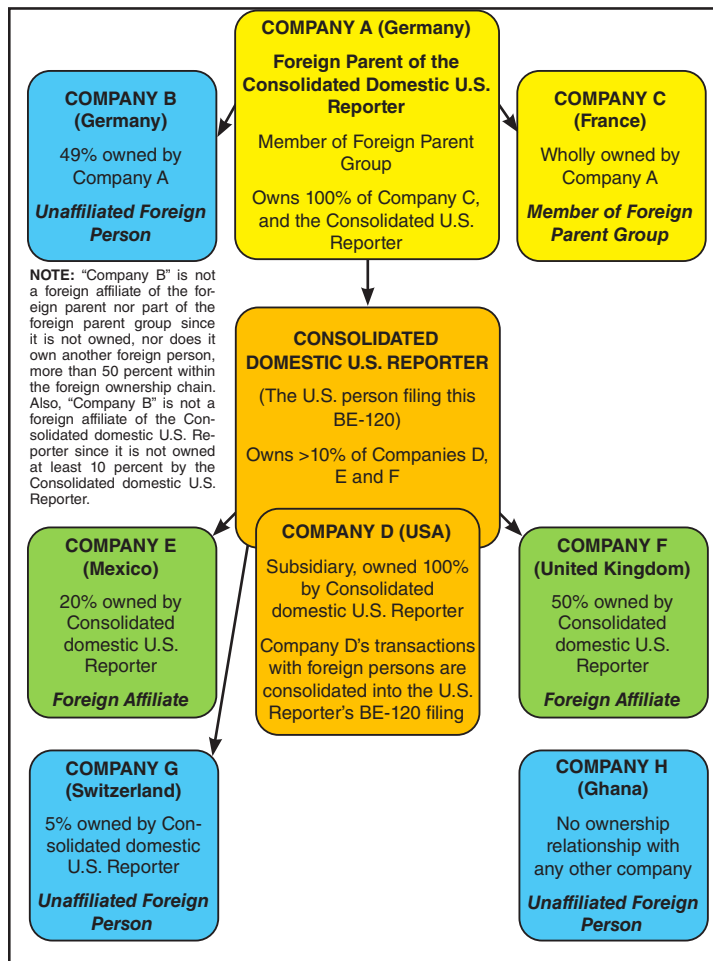 COMPANY A (Germany)
Foreign Parent of the
Consolidated Domestic U.S.
Reporter
Member of Foreign Parent
Group
Owns 100% of Company C,
and the Consolidated U.S.
Reporter
COMPANY B
(Germany)
49% owned by
Company A
Unaffiliated Foreign
Person
COMPANY C
(France)
Wholly owned by
Company A
Member of Foreign
Parent Group
NOTE: “Company B” is not
a foreign affiliate of the for-
eign parent nor part of the
foreign parent group since
it is not owned, nor does it
own another foreign person,
more than 50 percent within
the foreign ownership chain.
Also, “Company B” is not a
foreign affiliate of the Con-
solidated domestic U.S. Re-
porter since it is not owned
at least 10 percent by the
Consolidated domestic U.S.
Reporter.
CONSOLIDATED
DOMESTIC U.S. REPORTER
(The U.S. person filing this
BE-120)
Owns >10% of Companies D,
E and F
COMPANY D (USA)
Subsidiary, owned 100%
by Consolidated
domestic U.S. Reporter
Company D’s transactions
with foreign persons are
consolidated into the U.S.
Reporter’s BE-120 filing
COMPANY E
(Mexico)
20% owned by
Consolidated
domestic U.S.
Reporter
Foreign Affiliate
COMPANY F
(United Kingdom)
50% owned by
Consolidated
domestic U.S.
Reporter
Foreign Affiliate
COMPANY G
(Switzerland)
5% owned by Con-
solidated domestic
U.S. Reporter
Unaffiliated Foreign
Person
COMPANY H
(Ghana)
No ownership
relationship with
any other company
Unaffiliated Foreign
Person